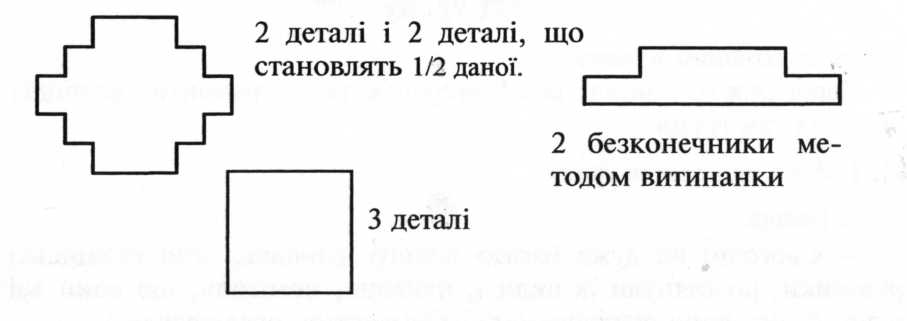 2 деталі і 2 деталі, що
становлять 1/2 даної.
2 безконечники ме-
тодом витинанки
3 деталі